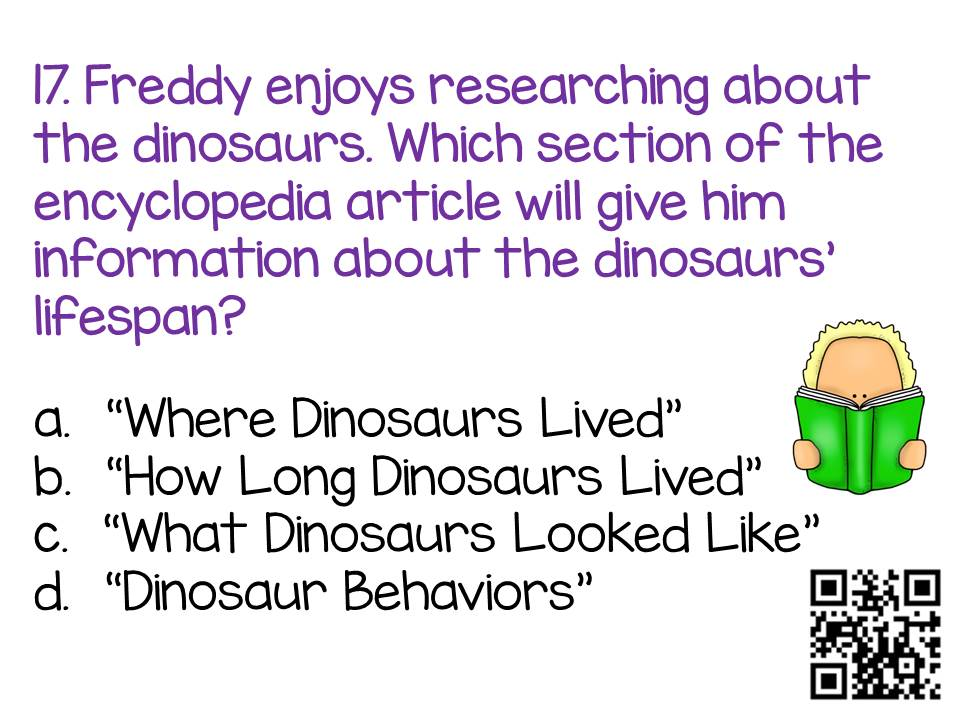 17. Freddy enjoys researching about
the dinosaurs. Which section of the
encyclopedia article will give him
information about the dinosaurs’
lifespan?
a. “Where Dinosaurs Lived”
b. “How Long Dinosaurs Lived”
c. “What Dinosaurs Looked Like”
d. “Dinosaur Behaviors”